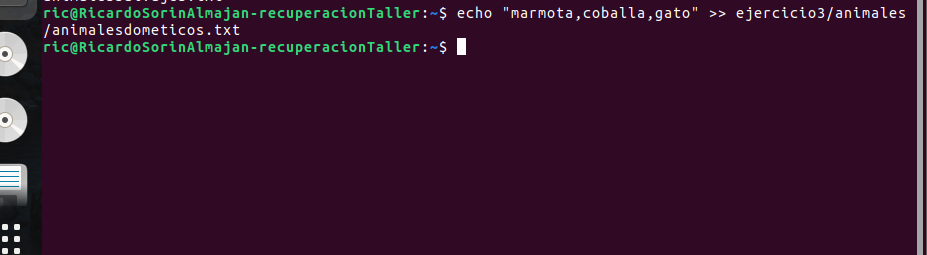 ric@RicardoSorinAlmajan-recuperacionTaller:~$ echo "marmota,coballa,gato" >> ejercicio3/animales
/animalesdometicos.txt
ric@RicardoSorinAlmajan-recuperacionTaller:~$